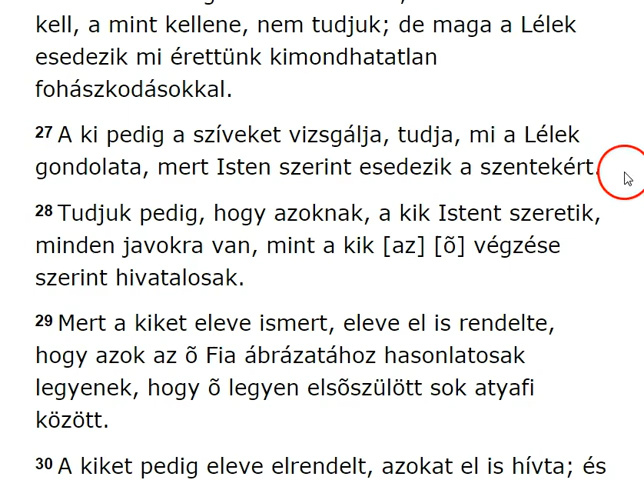 kell, a mint kellene, nem tudjuk; de maga a Lélek
esedezik mi érettünk kimondhatatlan
fohászkodásokkal.
27 A ki pedig a szíveket vizsgálja, tudja, mi a Lélek
gondolata, mert Isten szerint esedezik a szentekért.
28 Tudjuk pedig, hogy azoknak, a kik Istent szeretik,
minden javokra van, mint a kik [az] [õ] végzése
szerint hivatalosak.
29 Mert a kiket eleve ismert, eleve el is rendelte,
hogy azok az õ Fia ábrázatához hasonlatosak
legyenek, hogy õ legyen elsõszülött sok atyafi
között.
30 A kiket pedig eleve elrendelt, azokat el is hívta; és